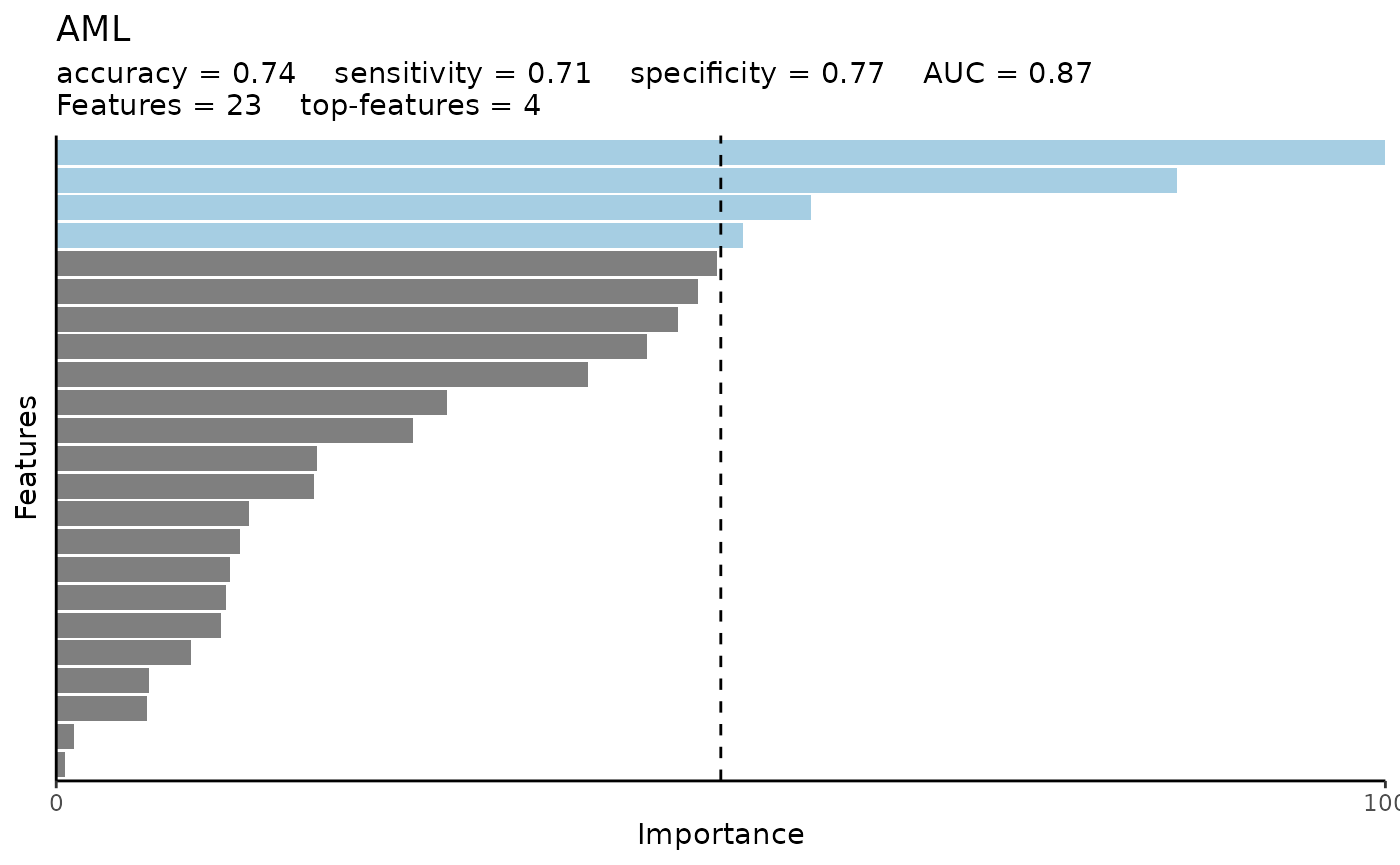 AML
accuracy = 0.74    sensitivity = 0.71    specificity = 0.77    AUC = 0.87
Features = 23    top-features = 4
Features
0
100
Importance